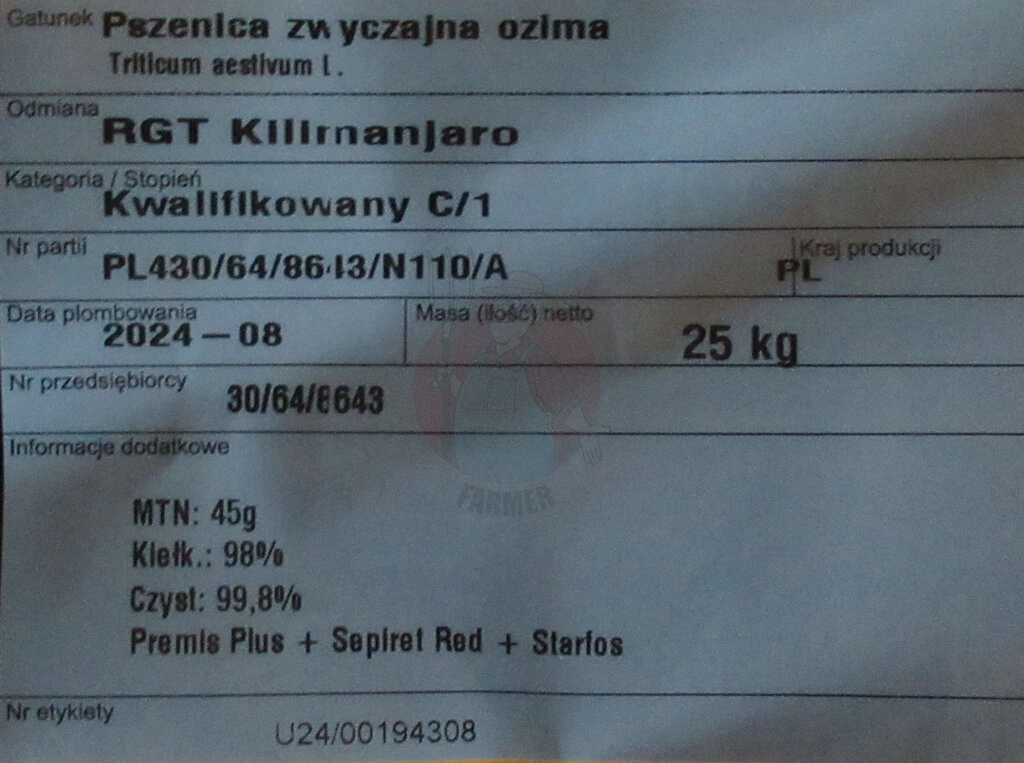 Gatunek Pszenica zwyczajna ozima
Triticum aestivum L.
Odmiana
RGT Kilimanjaro
Kategoria / Stopień
Kwalifikowany C/1
Nr partii Kraj produkcji
PL430/64/8643/N110/A PL
Data plombowania Masa (ilość) netto
2024-08 25 kg
Nr przedsiębiorcy 30/64/8643
Informacje dodatkowe
FARMER
MTN: 45g
Kiełk.: 98%
Czyst: 99,8%
Premis Plus + Sepiret Red + Starfos
Nr etykiety
U24/00194308